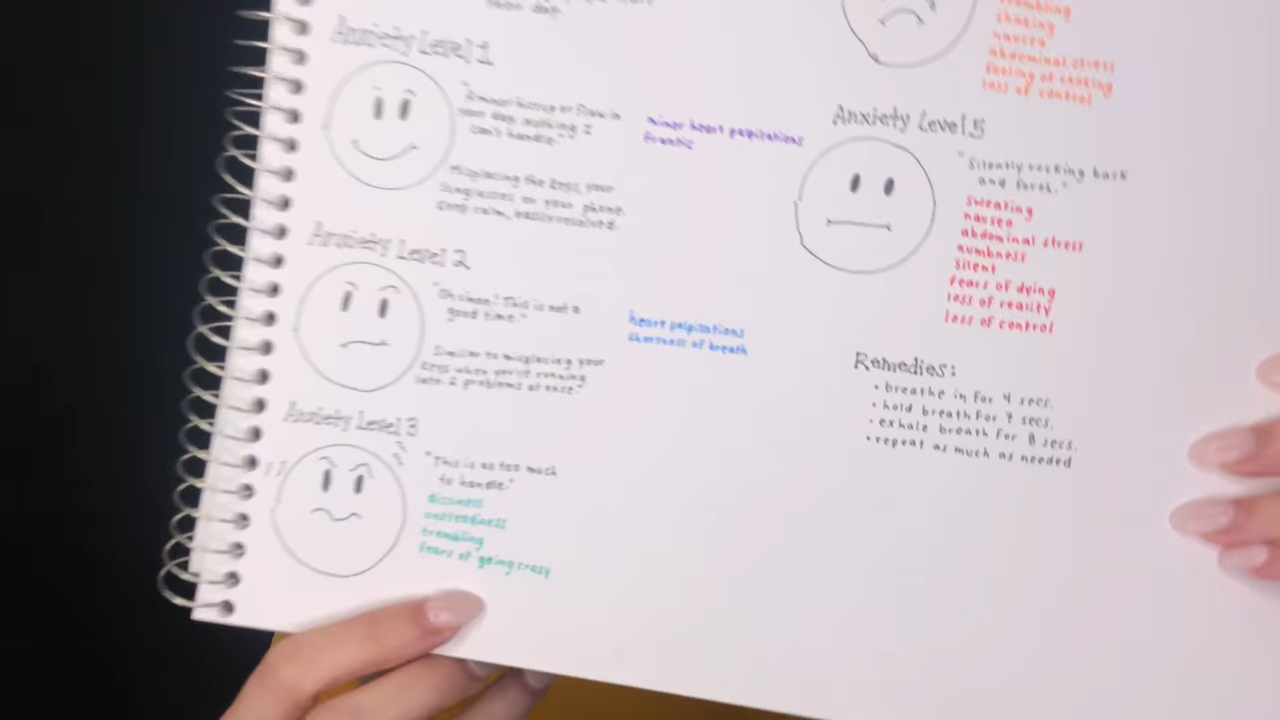 then day.
Anxiety Level 1
"A minor hiccup or flaw in
your day, nothing I
can't handle."
Misplacing the keys, your
sunglasses or your phone.
Stay calm, easily resolved.
minor heart palpitations
frantic
Anxiety Level 2
"Oh man! This is not a
good time."
Similar to misplacing your
keys when you're running
late. 2 problems at once.
heart palpitations
shortness of breath
Anxiety Level 3
"This is as too much
to handle."
dizziness
unsteadiness
trembling
fears of going crazy
trembling
shaking
nausea
abdominal stress
feeling of choking
loss of control
Anxiety Level 5
"Silently rocking back
and forth."
sweating
nausea
abdominal stress
numbness
silent
fears of dying
loss of reality
loss of control
Remedies:
• breathe in for 4 secs.
• hold breath for 7 secs.
• exhale breath for 8 secs.
• repeat as much as needed